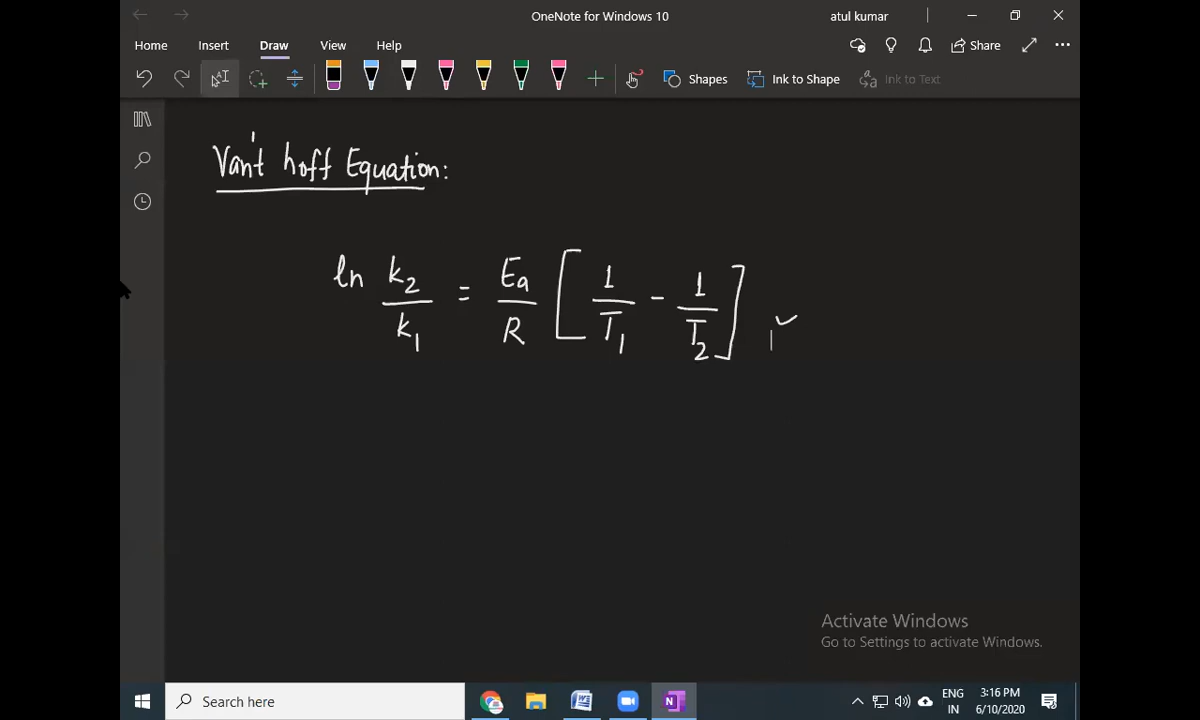 OneNote for Windows 10
atul kumar
Home Insert Draw View Help
Share
Shapes
Ink to Shape
Ink to Text
Van't hoff Equation:
ln k2/k1 = Ea/R [1/T1 - 1/T2]
Activate Windows
Go to Settings to activate Windows.
Search here
ENG
IN
3:16 PM
6/10/2020